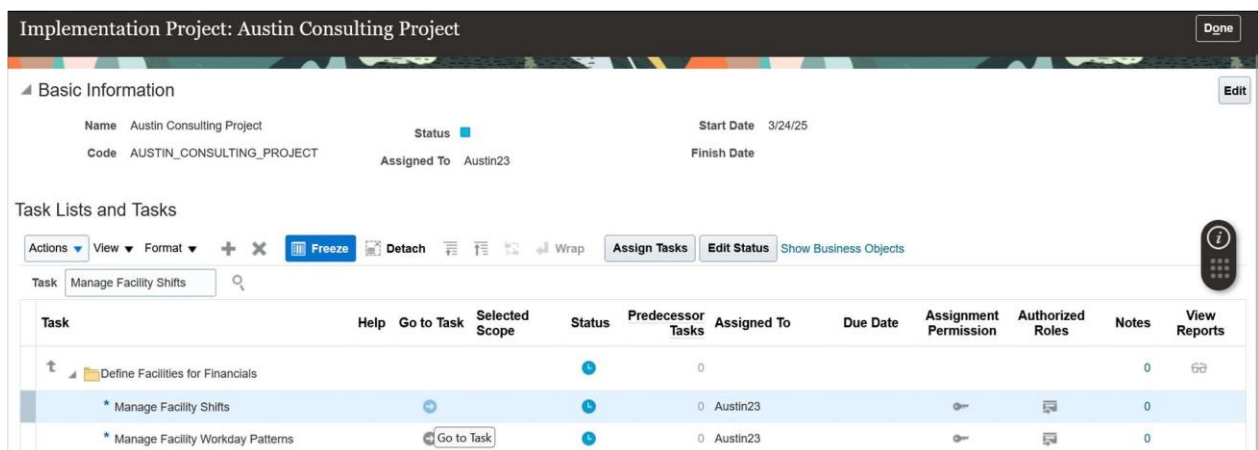 Implementation Project: Austin Consulting Project
Done
Basic Information
Edit
Name Austin Consulting Project
Status
Start Date 3/24/25
Code AUSTIN_CONSULTING_PROJECT
Assigned To Austin23
Finish Date
Task Lists and Tasks
Actions View Format Freeze Detach Wrap Assign Tasks Edit Status Show Business Objects
Task Manage Facility Shifts
Task Help Go to Task Selected Scope Status Predecessor Tasks Assigned To Due Date Assignment Permission Authorized Roles Notes View Reports
Define Facilities for Financials 0 0
* Manage Facility Shifts 0 Austin23 0
* Manage Facility Workday Patterns Go to Task 0 Austin23 0